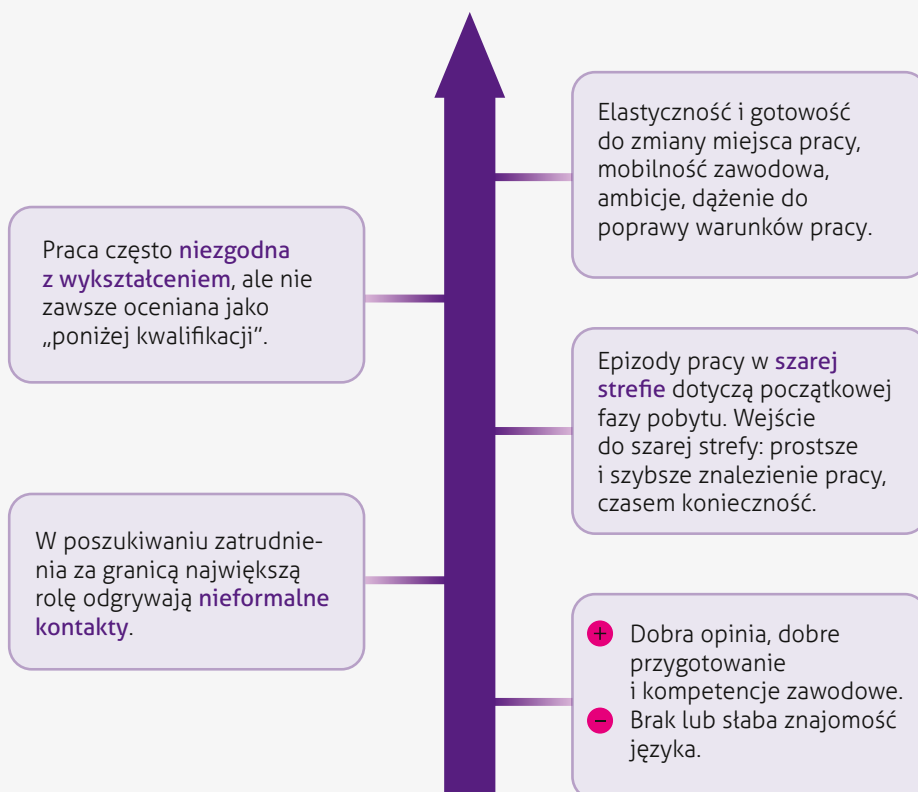 Elastyczność i gotowość
do zmiany miejsca pracy,
mobilność zawodowa,
ambicje, dążenie do
poprawy warunków pracy.
Praca często niezgodna
z wykształceniem, ale nie
zawsze oceniana jako
„poniżej kwalifikacji”.
Epizody pracy w szarej
strefie dotyczą początkowej
fazy pobytu. Wejście
do szarej strefy: prostsze
i szybsze znalezienie pracy,
czasem konieczność.
W poszukiwaniu zatrudnie-
nia za granicą największą
rolę odgrywają nieformalne
kontakty.
+ Dobra opinia, dobre
przygotowanie
i kompetencje zawodowe.
– Brak lub słaba znajomość
języka.